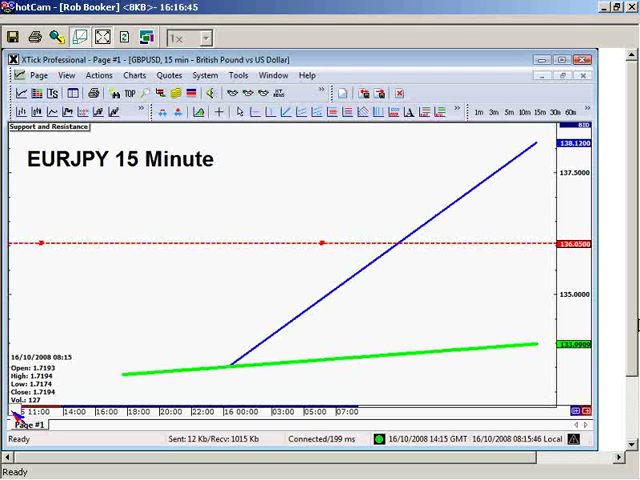 hotCam - [Rob Booker] <8KB> - 16:16:45
1x
XTick Professional - Page #1 - [GBPUSD, 15 min - British Pound vs US Dollar]
Page View Actions Charts Quotes System Tools Window Help
TOP
1m 3m 5m 10m 15m 30m 60m
Support and Resistance
BID
EURJPY 15 Minute
138.1200
137.5000
136.0500
135.0000
16/10/2008 08:15
Open: 1.7193
High: 1.7194
Low: 1.7174
Close: 1.7194
Vol.: 127
11:00 14:00 16:00 18:00 20:00 22:00 16 00:00 03:00 05:00 07:00
Page #1
Ready Sent: 12 Kb/Recv: 1015 Kb Connected/199 ms 16/10/2008 14:15 GMT 16/10/2008 08:15:46 Local
Ready